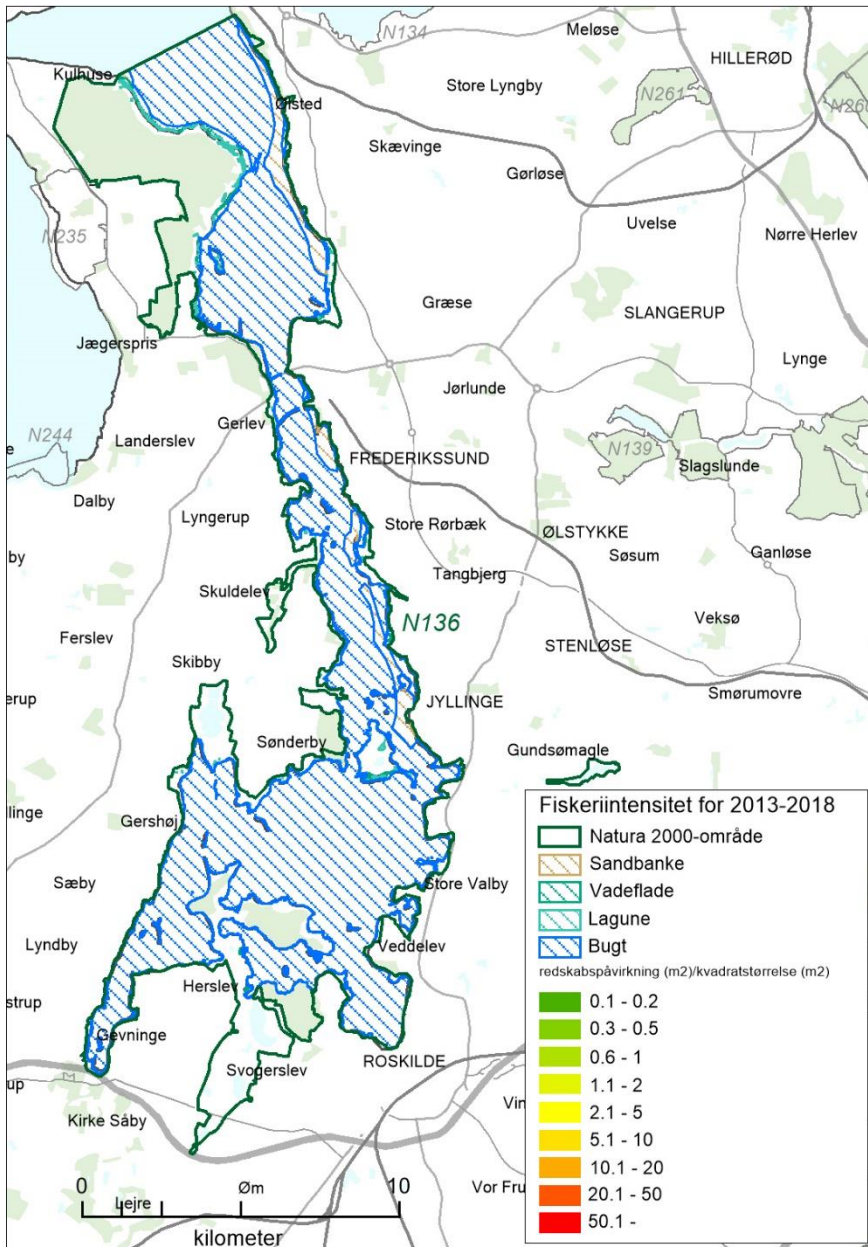 N134
Meløse
HILLERØD
Kulhuse
Store Lyngby
N261
N26
Ølsted
Skævinge
Gørløse
Uvelse
N235
Nørre Herlev
Græse
SLANGERUP
Jægerspris
Lynge
Jørlunde
Gerlev
N244
Landerslev
N139
FREDERIKSSUND
Slagslunde
Dalby
Lyngerup
Store Rørbæk
ØLSTYKKE
by
Søsum
Ganløse
Tangbjerg
Skuldelev
N136
Veksø
Ferslev
STENLØSE
Skibby
erup
JYLLINGE
Smørumovre
Sønderby
Gundsømagle
llinge
Gershøj
Sæby
Store Valby
Lyndby
Veddelev
Herslev
strup
Gevninge
ROSKILDE
Svogerslev
up
Kirke Såby
Vin
Vor Fru
Lejre
Øm
0
10
kilometer
Fiskeriintensitet for 2013-2018
Natura 2000-område
Sandbanke
Vadeflade
Lagune
Bugt
redskabspåvirkning (m2)/kvadratstørrelse (m2)
0.1 - 0.2
0.3 - 0.5
0.6 - 1
1.1 - 2
2.1 - 5
5.1 - 10
10.1 - 20
20.1 - 50
50.1 -